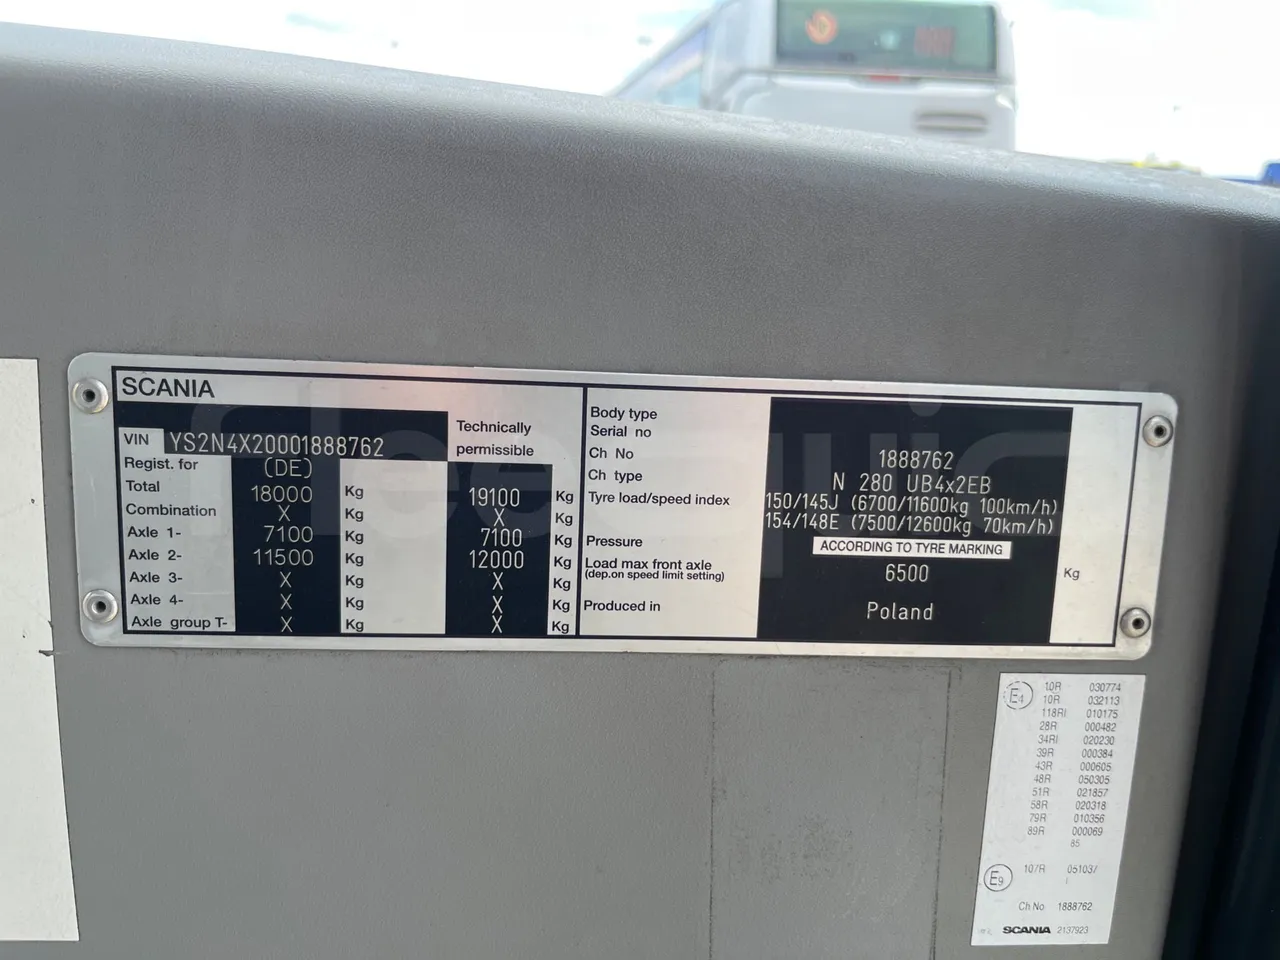 SCANIA
VIN YS2N4X20001888762
Technically
permissible
Regist. for (DE)
Total 18000 Kg 19100 Kg
Combination X Kg X Kg
Axle 1- 7100 Kg 7100 Kg
Axle 2- 11500 Kg 12000 Kg
Axle 3- X Kg X Kg
Axle 4- X Kg X Kg
Axle group T- X Kg X Kg
Body type
Serial no
Ch No 1888762
Ch type N 280 UB4x2EB
Tyre load/speed index 150/145J (6700/11600kg 100km/h)
154/148E (7500/12600kg 70km/h)
Pressure ACCORDING TO TYRE MARKING
Load max front axle 6500 Kg
(dep.on speed limit setting)
Produced in Poland
E4 10R 030774
10R 032113
118RI 010175
28R 000482
34RI 020230
39R 000384
43R 000605
48R 050305
51R 021857
58R 020318
79R 010356
89R 000069
85
E9 107R 051037
Ch No 1888762
SCANIA 2137923
fleequid